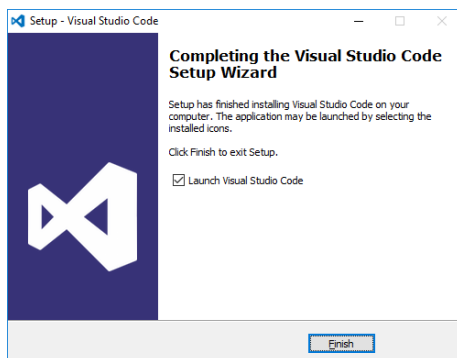 Setup - Visual Studio Code
Completing the Visual Studio Code
Setup Wizard
Setup has finished installing Visual Studio Code on your
computer. The application may be launched by selecting the
installed icons.
Click Finish to exit Setup.
Launch Visual Studio Code
Finish